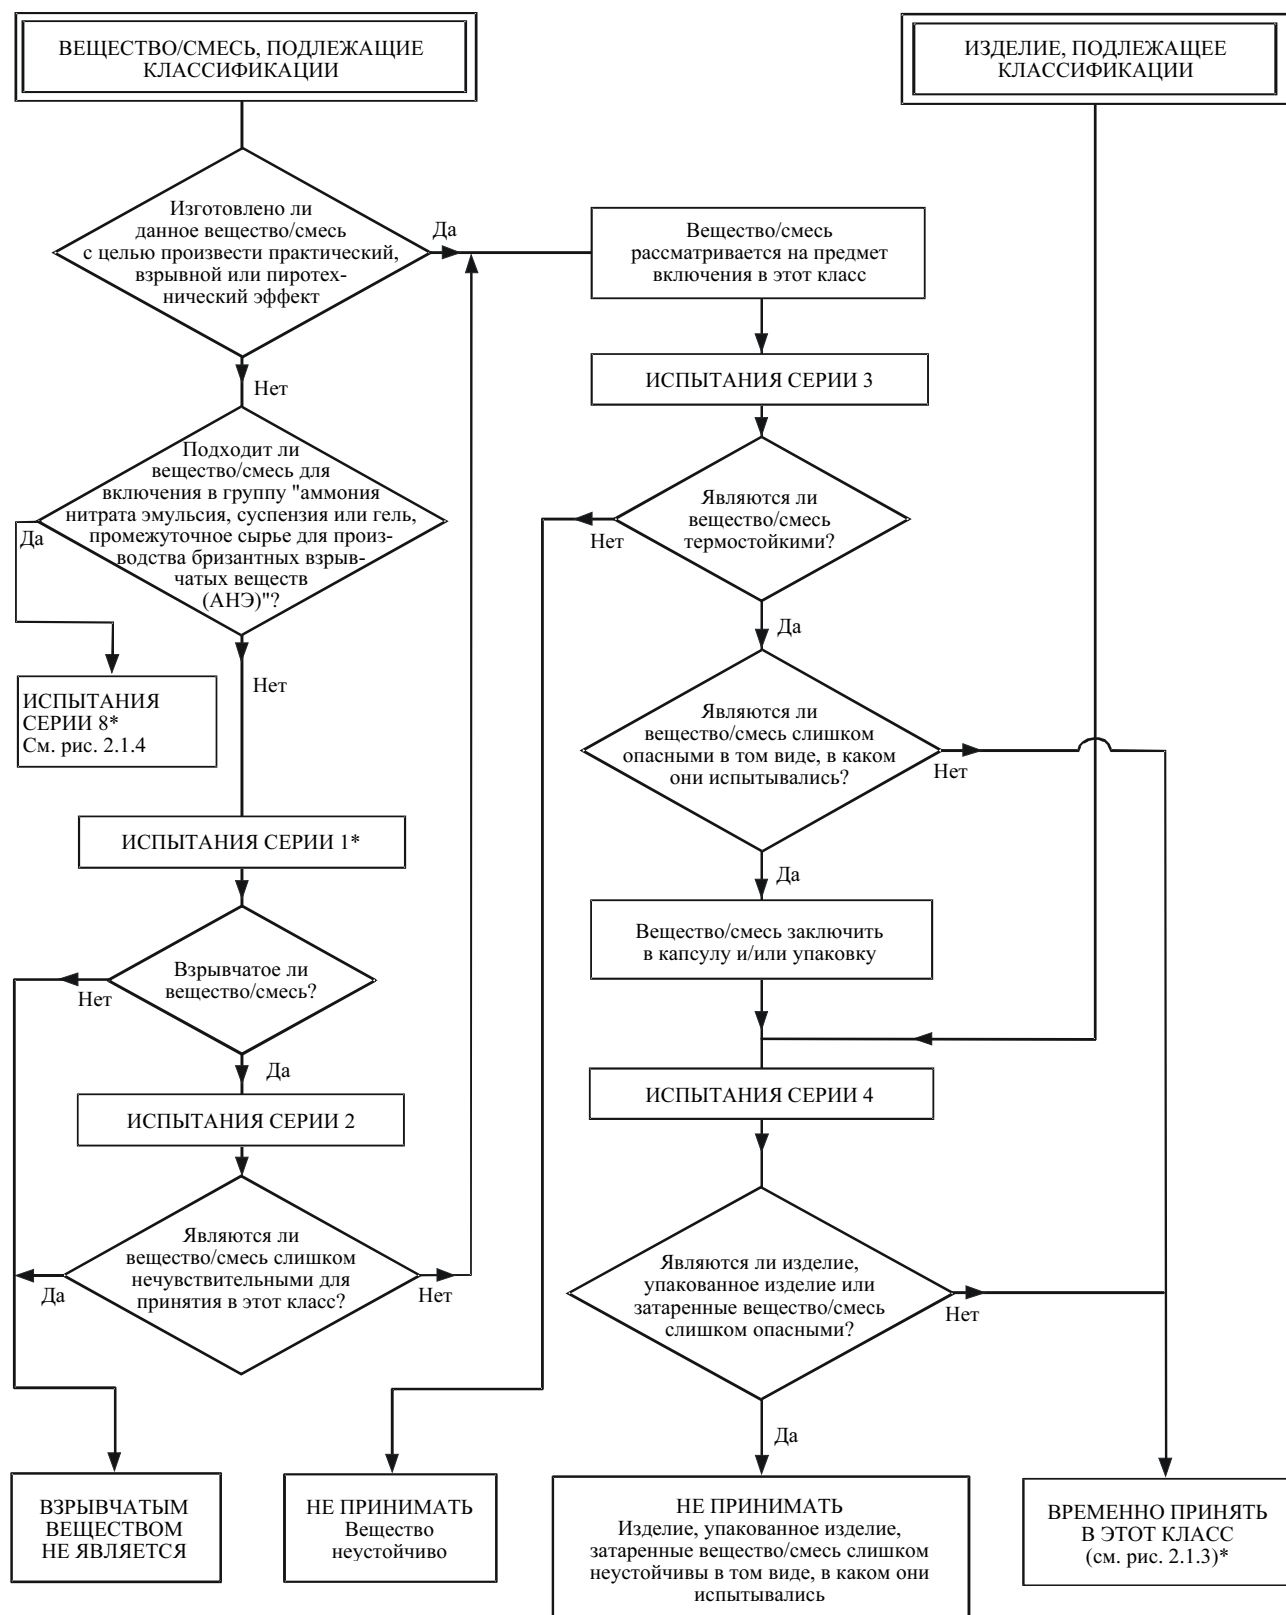 ВЕЩЕСТВО/СМЕСЬ, ПОДЛЕЖАЩИЕ
КЛАССИФИКАЦИИ
ИЗДЕЛИЕ, ПОДЛЕЖАЩЕЕ
КЛАССИФИКАЦИИ
Изготовлено ли
данное вещество/смесь
с целью произвести практический,
взрывной или пиротех-
нический эффект
Да
Вещество/смесь
рассматривается на предмет
включения в этот класс
Нет
ИСПЫТАНИЯ СЕРИИ 3
Подходит ли
вещество/смесь для
включения в группу "аммония
нитрата эмульсия, суспензия или гель,
промежуточное сырье для произ-
водства бризантных взрыв-
чатых веществ
(АНЭ)"?
Да
Являются ли
вещество/смесь
термостойкими?
Нет
Да
Нет
ИСПЫТАНИЯ
СЕРИИ 8*
См. рис. 2.1.4
Являются ли
вещество/смесь слишком
опасными в том виде, в каком
они испытывались?
Нет
ИСПЫТАНИЯ СЕРИИ 1*
Да
Вещество/смесь заключить
в капсулу и/или упаковку
Взрывчатое ли
вещество/смесь?
Нет
Да
ИСПЫТАНИЯ СЕРИИ 4
ИСПЫТАНИЯ СЕРИИ 2
Являются ли
вещество/смесь слишком
нечувствительными для
принятия в этот класс?
Да
Нет
Являются ли изделие,
упакованное изделие или
затаренные вещество/смесь
слишком опасными?
Нет
Да
ВЗРЫВЧАТЫМ
ВЕЩЕСТВОМ
НЕ ЯВЛЯЕТСЯ
НЕ ПРИНИМАТЬ
Вещество
неустойчиво
НЕ ПРИНИМАТЬ
Изделие, упакованное изделие,
затаренные вещество/смесь слишком
неустойчивы в том виде, в каком они
испытывались
ВРЕМЕННО ПРИНЯТЬ
В ЭТОТ КЛАСС
(см. рис. 2.1.3)*